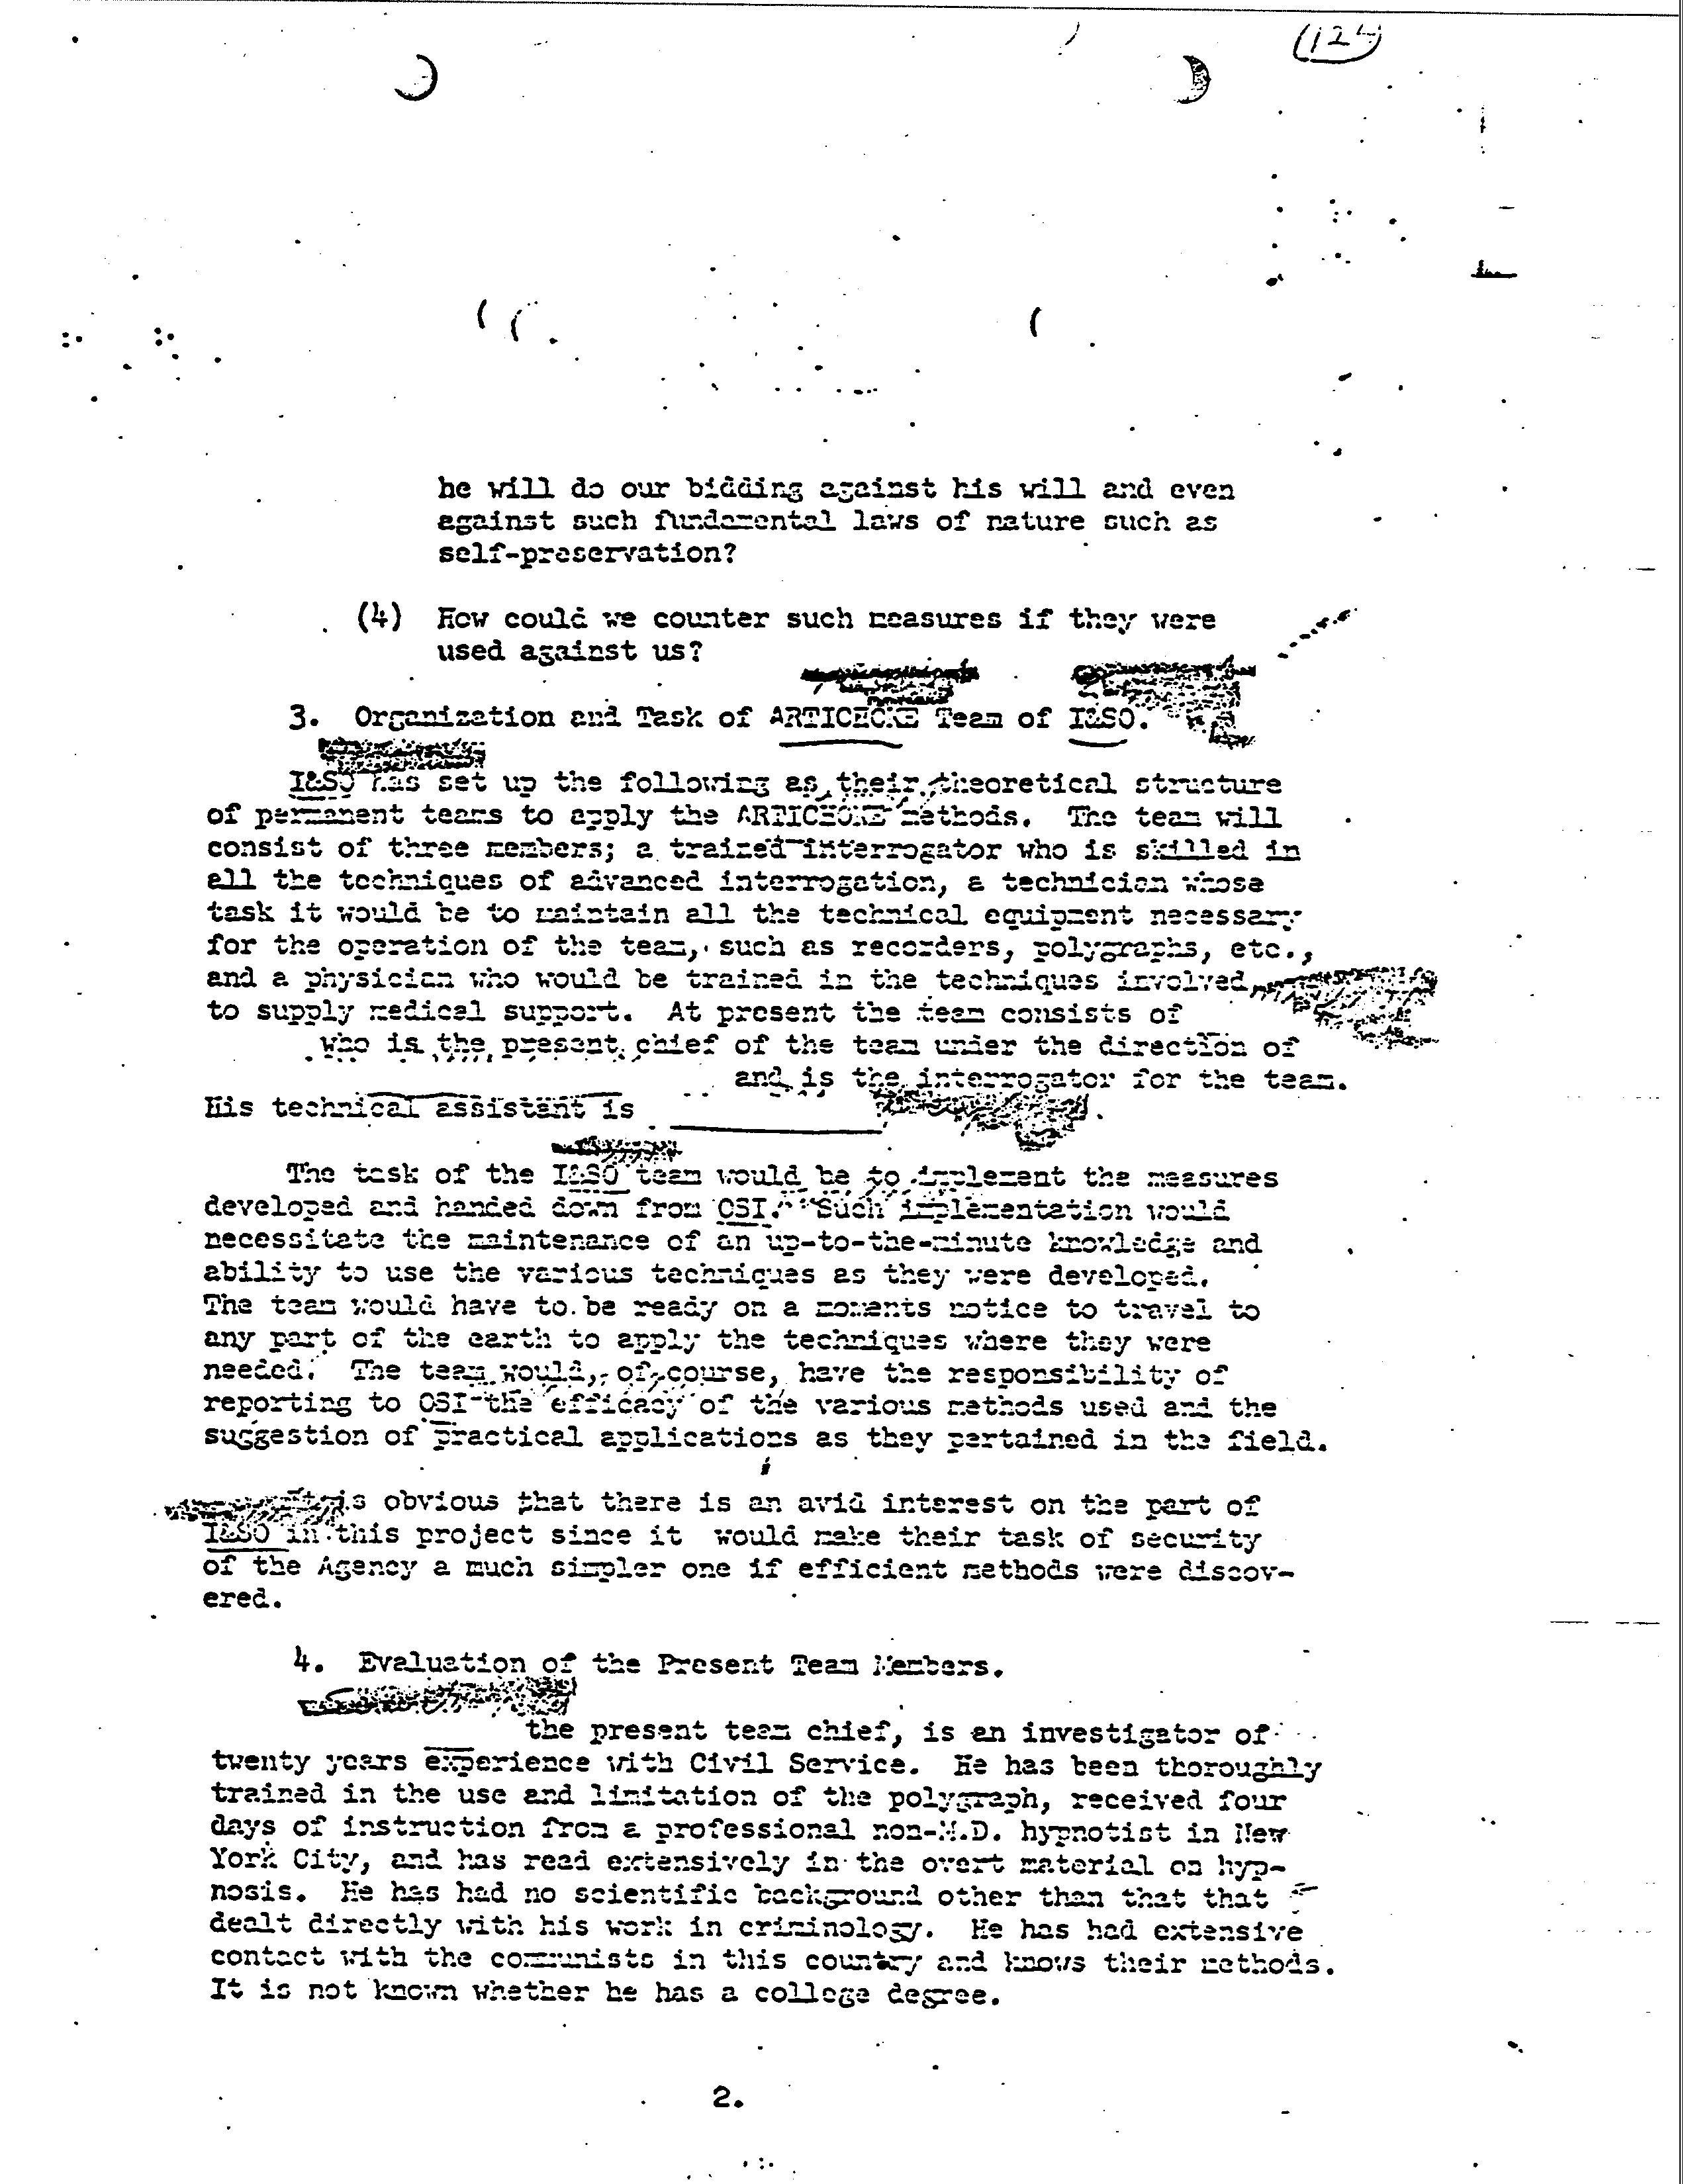 (124)
he will do our bidding against his will and even
against such fundamental laws of nature such as
self-preservation?
(4) How could we counter such measures if they were
used against us?
3. Organization and Task of ARTICHOKE Team of I&SO.
I&SO has set up the following as their theoretical structure
of permanent teams to apply the ARTICHOKE methods. The team will
consist of three members; a trained interrogator who is skilled in
all the techniques of advanced interrogation, a technician whose
task it would be to maintain all the technical equipment necessary
for the operation of the team, such as recorders, polygraphs, etc.,
and a physician who would be trained in the techniques involved
to supply medical support. At present the team consists of
who is the present chief of the team under the direction of
and is the interrogator for the team.
His technical assistant is
The task of the I&SO team would be to implement the measures
developed and handed down from OSI. Such implementation would
necessitate the maintenance of an up-to-the-minute knowledge and
ability to use the various techniques as they were developed.
The team would have to be ready on a moments notice to travel to
any part of the earth to apply the techniques where they were
needed. The team would, of course, have the responsibility of
reporting to OSI the efficacy of the various methods used and the
suggestion of practical applications as they pertained in the field.
is obvious that there is an avid interest on the part of
I&SO in this project since it would make their task of security
of the Agency a much simpler one if efficient methods were discov-
ered.
4. Evaluation of the Present Team Members.
the present team chief, is an investigator of
twenty years experience with Civil Service. He has been thoroughly
trained in the use and limitation of the polygraph, received four
days of instruction from a professional non-M.D. hypnotist in New
York City, and has read extensively in the overt material on hyp-
nosis. He has had no scientific background other than that that
dealt directly with his work in criminology. He has had extensive
contact with the communists in this country and knows their methods.
It is not known whether he has a college degree.
2.